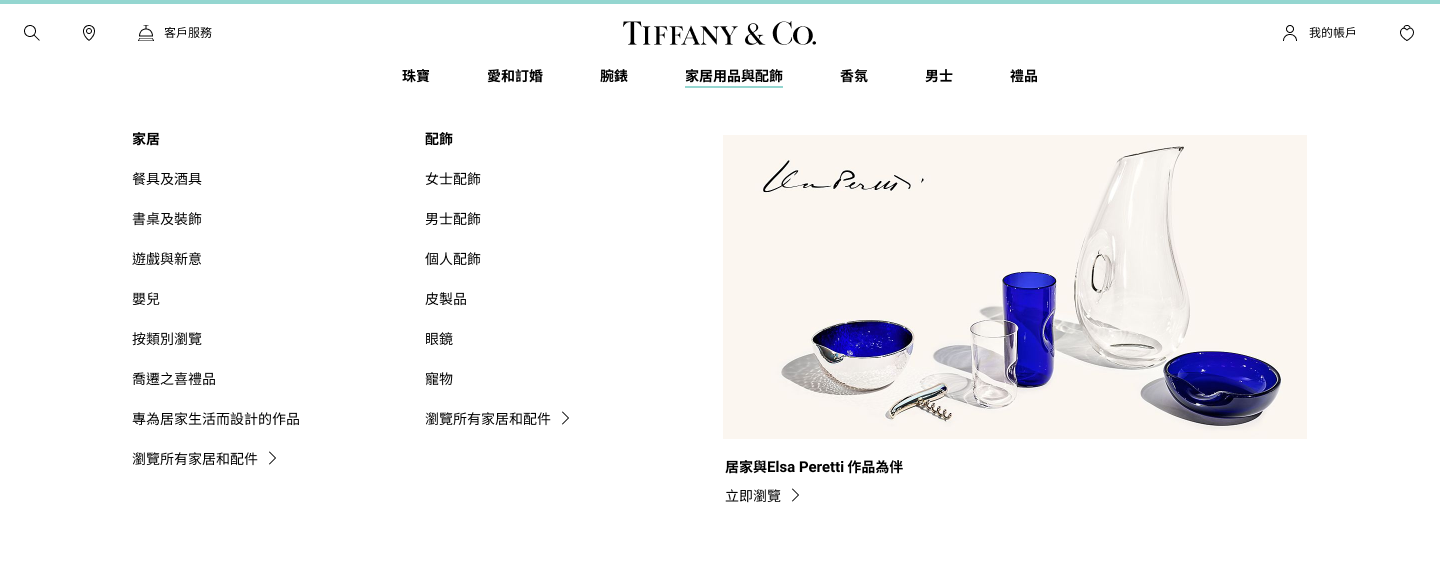 客戶服務
TIFFANY & CO.
我的帳戶
珠寶 愛和訂婚 腕錶 家居用品與配飾 香氛 男士 禮品
家居
餐具及酒具
書桌及裝飾
遊戲與新意
嬰兒
按類別瀏覽
喬遷之喜禮品
專為居家生活而設計的作品
瀏覽所有家居和配件
配飾
女士配飾
男士配飾
個人配飾
皮製品
眼鏡
寵物
瀏覽所有家居和配件
Elsa Peretti
居家與Elsa Peretti 作品為伴
立即瀏覽